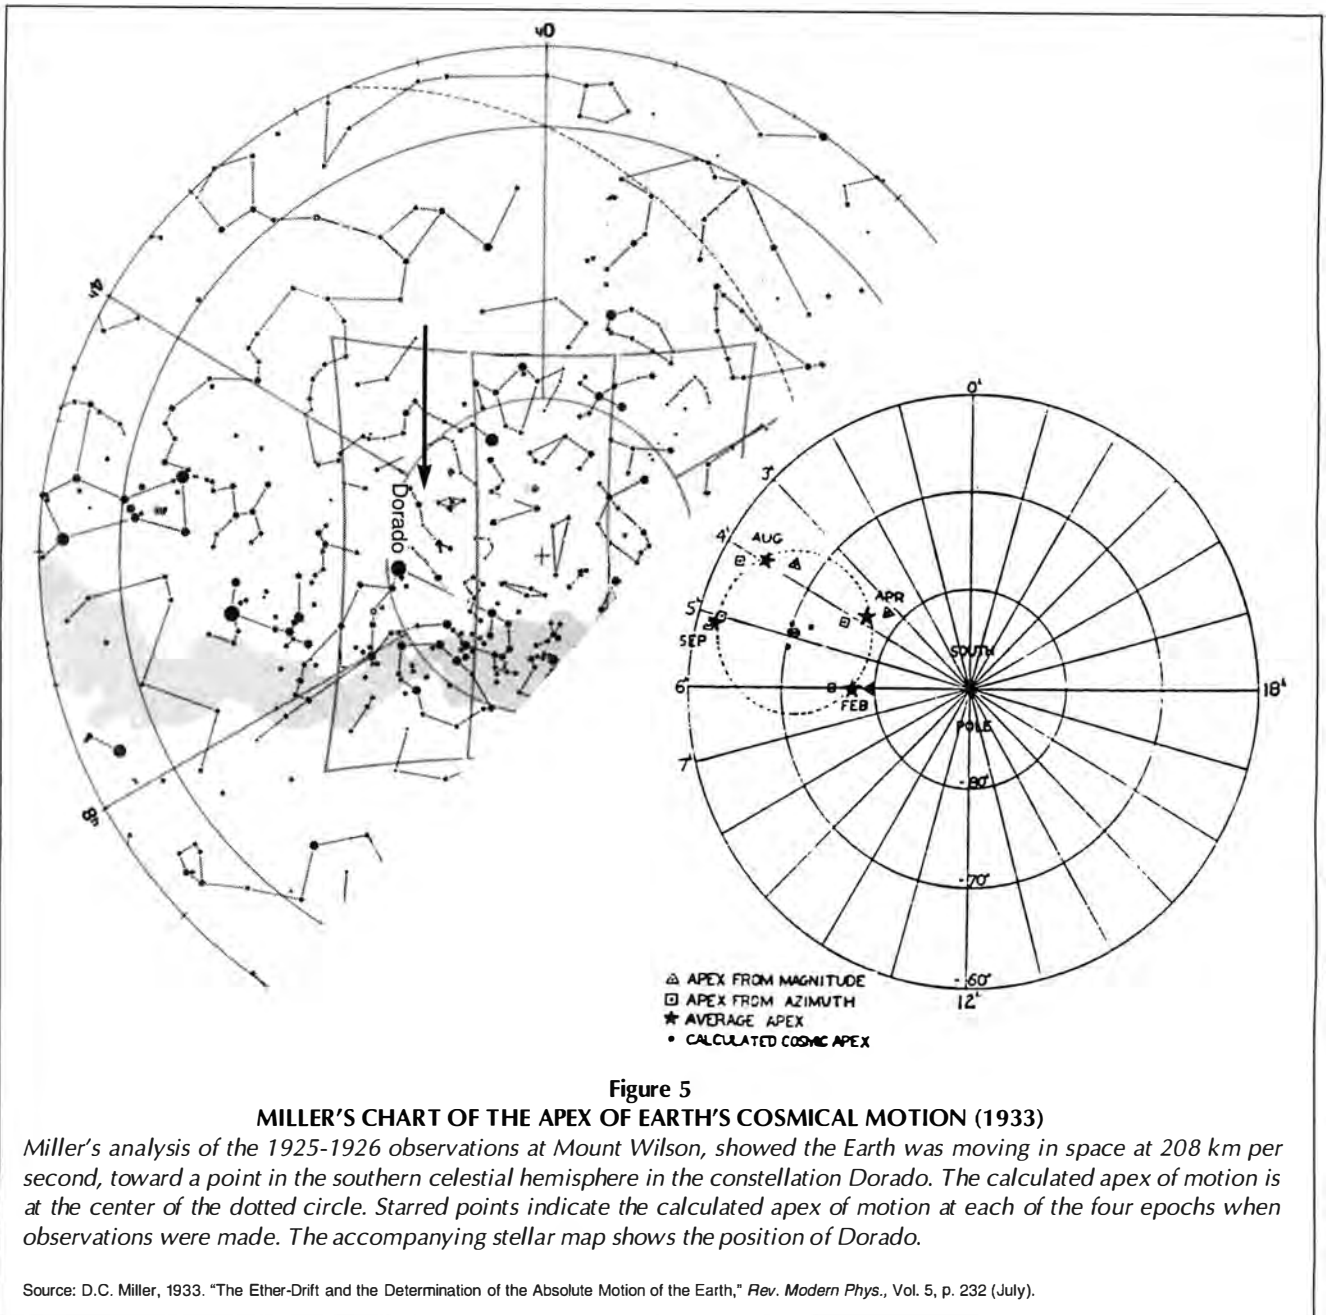 40
4h
Dorado
8h
0ʰ
3ʰ
4ʰ
AUG
5ʰ
APR
SEP
SOUTH
6ʰ
18ʰ
FEB
POLE
7ʰ
-80°
-70°
-60°
12ʰ
△ APEX FROM MAGNITUDE
⊡ APEX FROM AZIMUTH
★ AVERAGE APEX
• CALCULATED COSMIC APEX
Figure 5
MILLER'S CHART OF THE APEX OF EARTH'S COSMICAL MOTION (1933)
Miller's analysis of the 1925-1926 observations at Mount Wilson, showed the Earth was moving in space at 208 km per
second, toward a point in the southern celestial hemisphere in the constellation Dorado. The calculated apex of motion is
at the center of the dotted circle. Starred points indicate the calculated apex of motion at each of the four epochs when
observations were made. The accompanying stellar map shows the position of Dorado.
Source: D.C. Miller, 1933. "The Ether-Drift and the Determination of the Absolute Motion of the Earth," Rev. Modern Phys., Vol. 5, p. 232 (July).